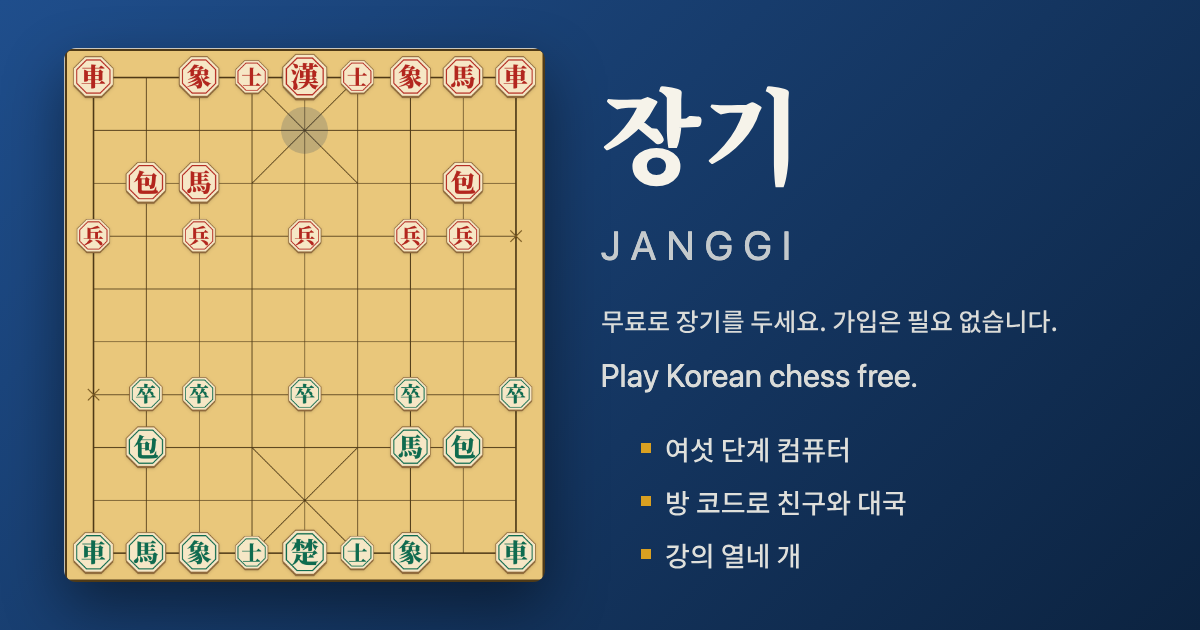 車 象 士 漢 士 象 馬 車
包 馬 包
兵 兵 兵 兵 兵
卒 卒 卒 卒 卒
包 馬 包
車 馬 象 士 楚 士 象 車
장기
JANGGI
무료로 장기를 두세요. 가입은 필요 없습니다.
Play Korean chess free.
여섯 단계 컴퓨터
방 코드로 친구와 대국
강의 열네 개